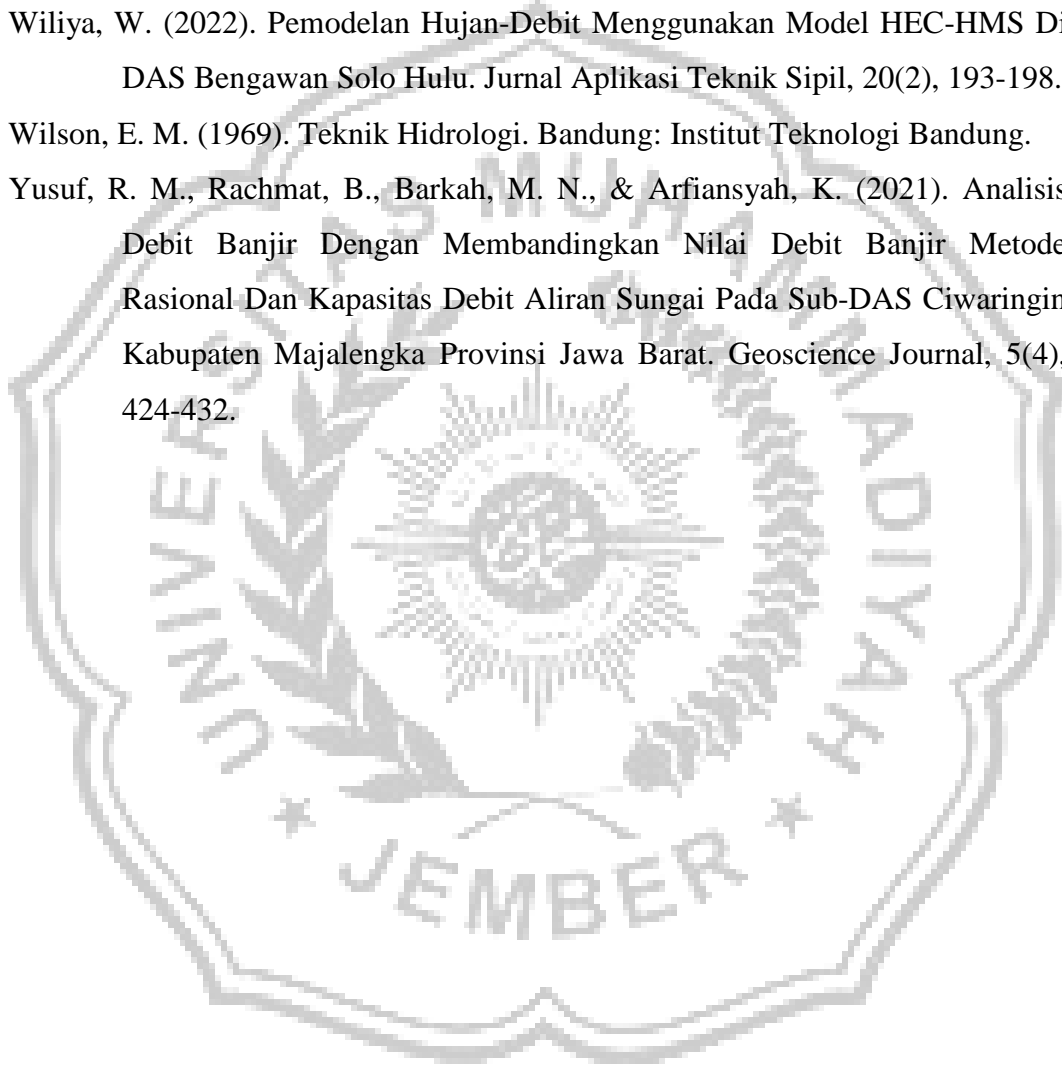 Wiliya, W. (2022). Pemodelan Hujan-Debit Menggunakan Model HEC-HMS Di
DAS Bengawan Solo Hulu. Jurnal Aplikasi Teknik Sipil, 20(2), 193-198.
Wilson, E. M. (1969). Teknik Hidrologi. Bandung: Institut Teknologi Bandung.
Yusuf, R. M., Rachmat, B., Barkah, M. N., & Arfiansyah, K. (2021). Analisis
Debit Banjir Dengan Membandingkan Nilai Debit Banjir Metode
Rasional Dan Kapasitas Debit Aliran Sungai Pada Sub-DAS Ciwaringin
Kabupaten Majalengka Provinsi Jawa Barat. Geoscience Journal, 5(4),
424-432.
UNIVERSITAS MUHAMMADIYAH
JEMBER